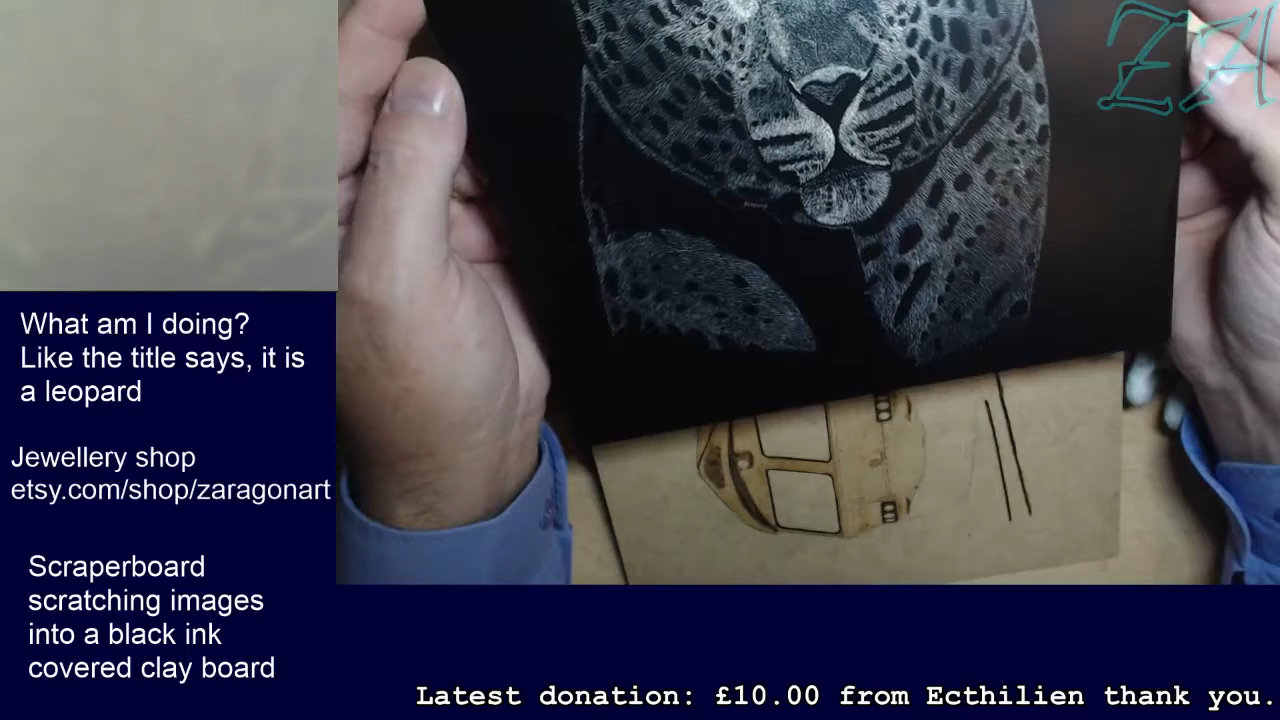 ZA
What am I doing?
Like the title says, it is
a leopard
Jewellery shop
etsy.com/shop/zaragonart
Scraperboard
scratching images
into a black ink
covered clay board
Latest donation: £10.00 from Ecthilien thank you.